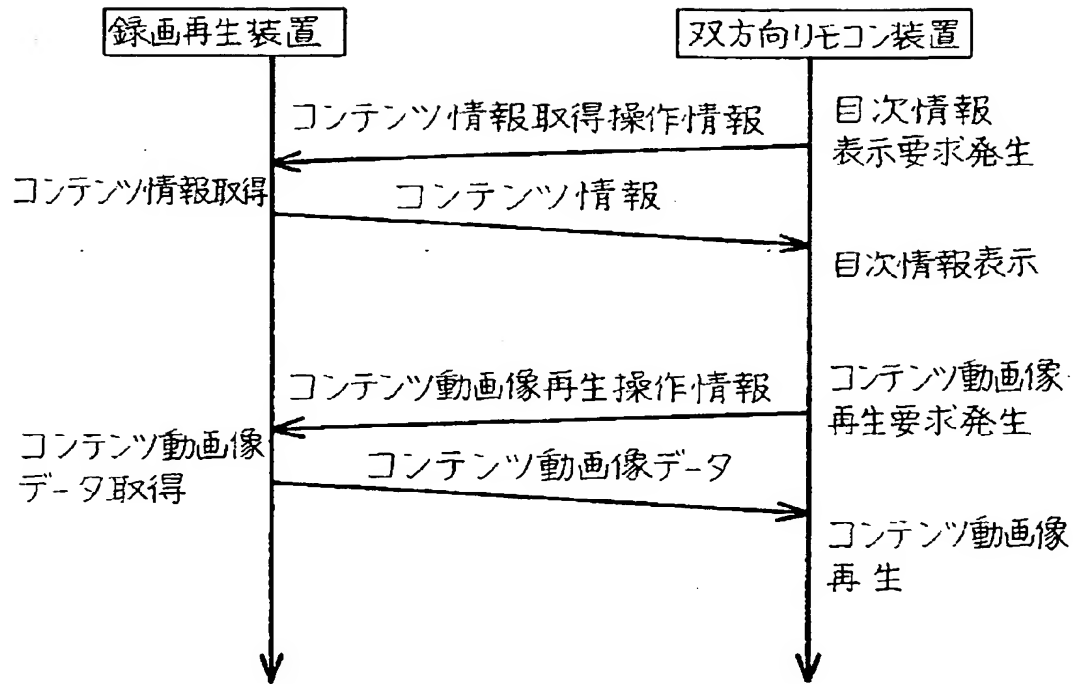 録画再生装置
双方向リモコン装置
コンテンツ情報取得操作情報
目次情報
表示要求発生
コンテンツ情報取得
コンテンツ情報
目次情報表示
コンテンツ動画像再生操作情報
コンテンツ動画像
再生要求発生
コンテンツ動画像
データ取得
コンテンツ動画像データ
コンテンツ動画像
再生